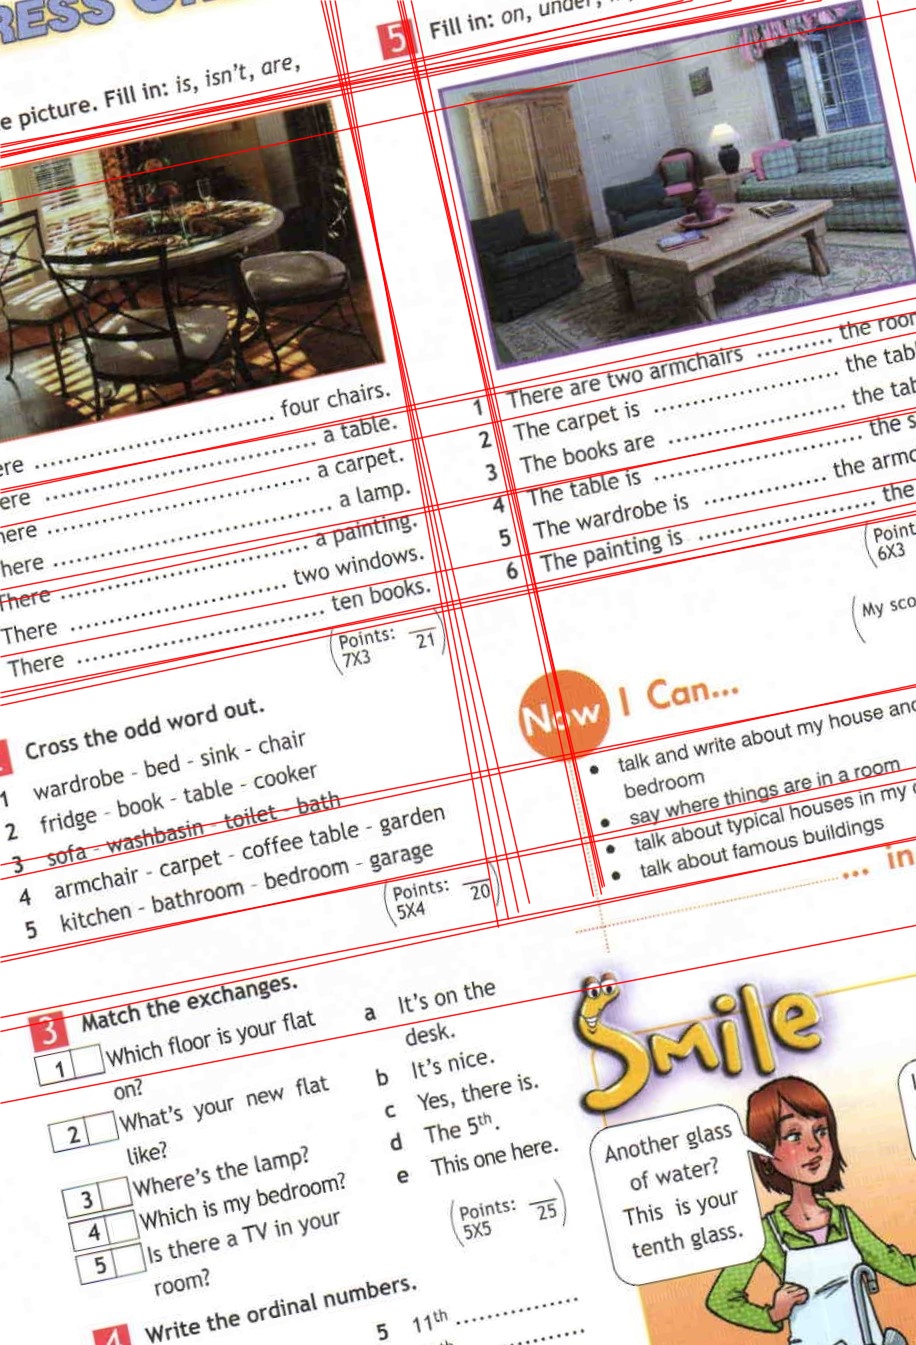 e picture. Fill in: is, isn't, are,
ere .............................. four chairs.
ere .............................. a table.
here .............................. a carpet.
here .............................. a lamp.
There .............................. a painting.
There .............................. two windows.
There .............................. ten books.
(Points: __
7X3 21)
Cross the odd word out.
1 wardrobe - bed - sink - chair
2 fridge - book - table - cooker
3 sofa - washbasin - toilet - bath
4 armchair - carpet - coffee table - garden
5 kitchen - bathroom - bedroom - garage
(Points: __
5X4 20)
3 Match the exchanges.
1 Which floor is your flat
on?
2 What's your new flat
like?
3 Where's the lamp?
4 Which is my bedroom?
5 Is there a TV in your
room?
a It's on the
desk.
b It's nice.
c Yes, there is.
d The 5th.
e This one here.
(Points: __
5X5 25)
4 Write the ordinal numbers.
5 11th ....................
5 Fill in: on, under,
1 There are two armchairs .......... the room
2 The carpet is .............................. the tab
3 The books are .............................. the tab
4 The table is .............................. the s
5 The wardrobe is .................... the armc
6 The painting is .............................. the
(Point
6X3
(My sco
Now I Can...
• talk and write about my house and
bedroom
• say where things are in a room
• talk about typical houses in my c
• talk about famous buildings
... in
Smile
Another glass
of water?
This is your
tenth glass.